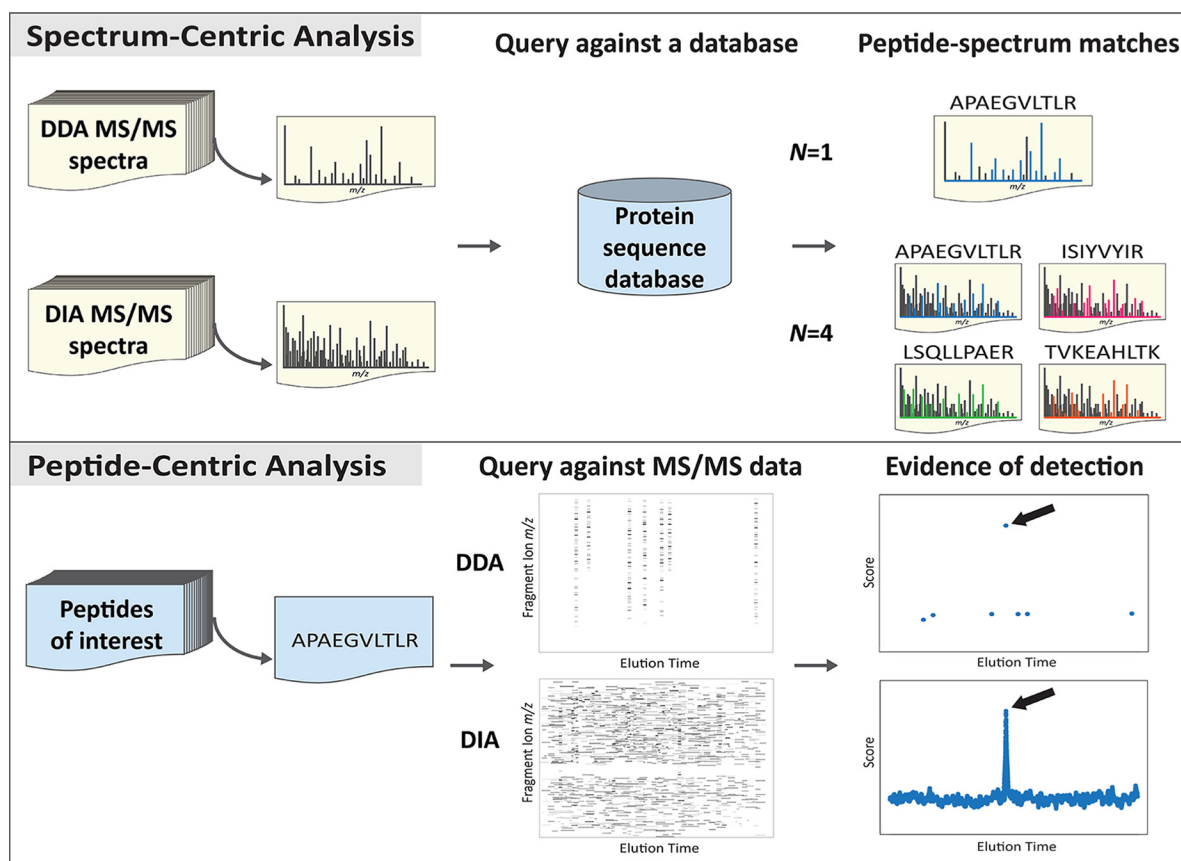 Spectrum-Centric Analysis
Query against a database
Peptide-spectrum matches
DDA MS/MS
spectra
m/z
Protein
sequence
database
N=1
APAEGVLTLR
m/z
DIA MS/MS
spectra
m/z
N=4
APAEGVLTLR
ISIYVYIR
m/z
m/z
LSQLLPAER
TVKEAHLTK
m/z
m/z
Peptide-Centric Analysis
Query against MS/MS data
Evidence of detection
Peptides
of interest
APAEGVLTLR
DDA
Fragment Ion m/z
Elution Time
Score
Elution Time
DIA
Fragment Ion m/z
Elution Time
Score
Elution Time